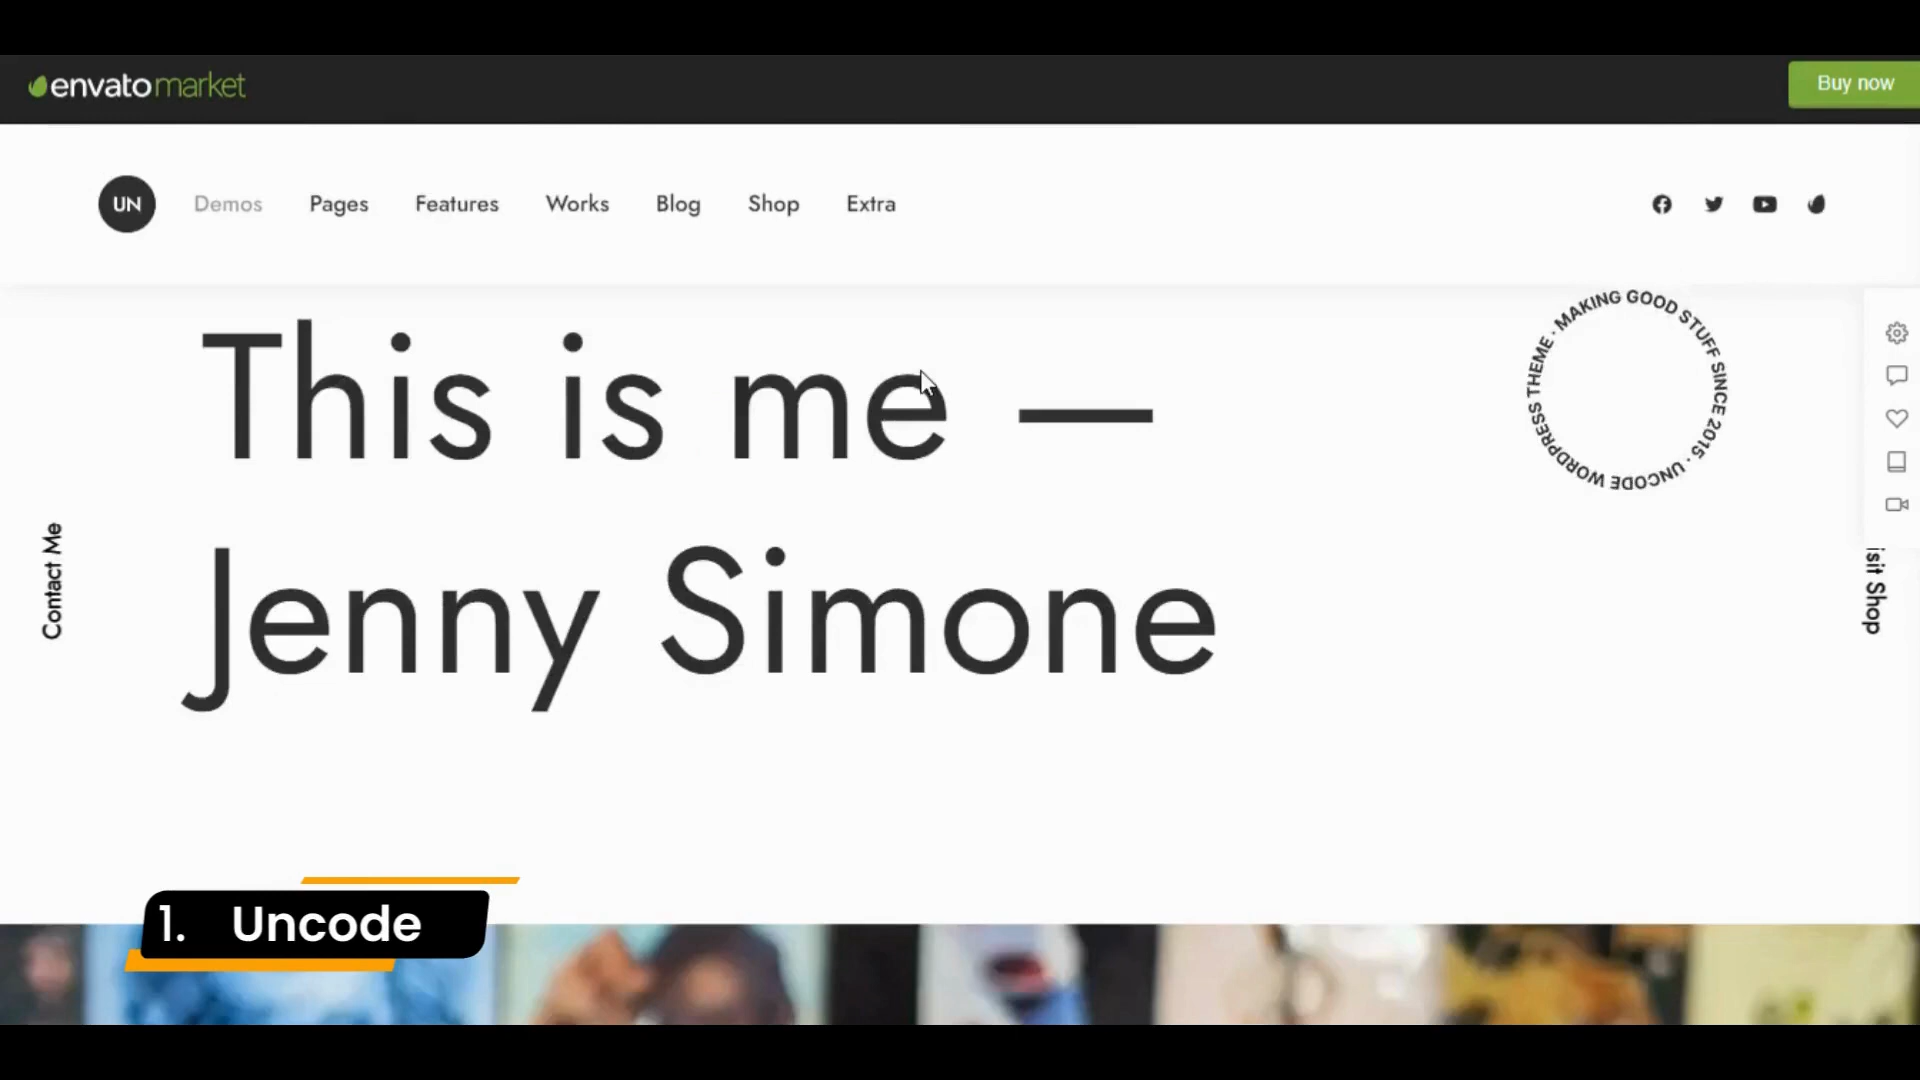 envato market
Buy now
UN
Demos
Pages
Features
Works
Blog
Shop
Extra
MAKING GOOD STUFF SINCE 2015 · UNCODE WORDPRESS THEME ·
This is me —
Jenny Simone
Contact Me
isit Shop
1. Uncode